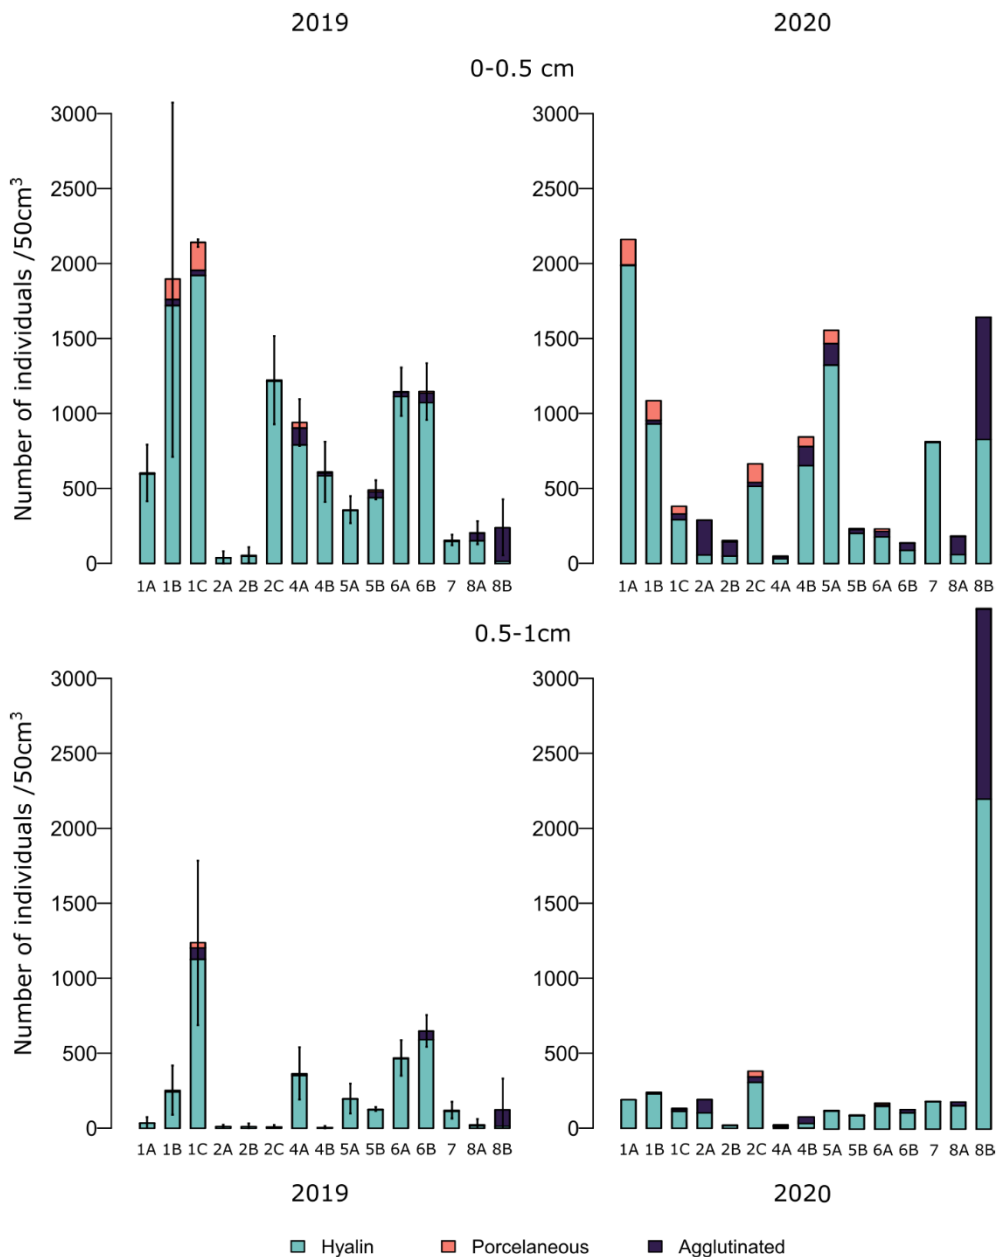 2019 2020
0-0.5 cm
Number of individuals /50cm³
3000 3000
2500 2500
2000 2000
1500 1500
1000 1000
500 500
0 0
1A 1B 1C 2A 2B 2C 4A 4B 5A 5B 6A 6B 7 8A 8B 1A 1B 1C 2A 2B 2C 4A 4B 5A 5B 6A 6B 7 8A 8B
0.5-1cm
Number of individuals /50cm³
3000 3000
2500 2500
2000 2000
1500 1500
1000 1000
500 500
0 0
1A 1B 1C 2A 2B 2C 4A 4B 5A 5B 6A 6B 7 8A 8B 1A 1B 1C 2A 2B 2C 4A 4B 5A 5B 6A 6B 7 8A 8B
2019 2020
Hyalin Porcelaneous Agglutinated